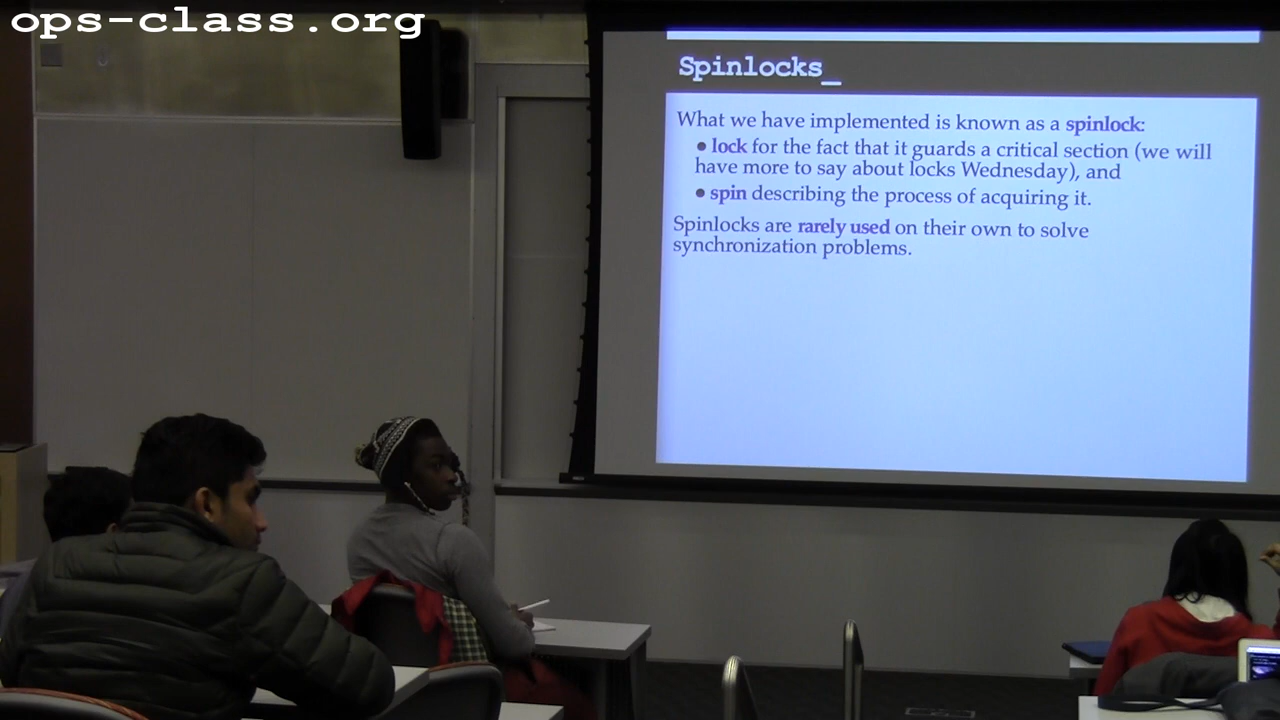 ops-class.org
Spinlocks_
What we have implemented is known as a spinlock:
• lock for the fact that it guards a critical section (we will
have more to say about locks Wednesday), and
• spin describing the process of acquiring it.
Spinlocks are rarely used on their own to solve
synchronization problems.